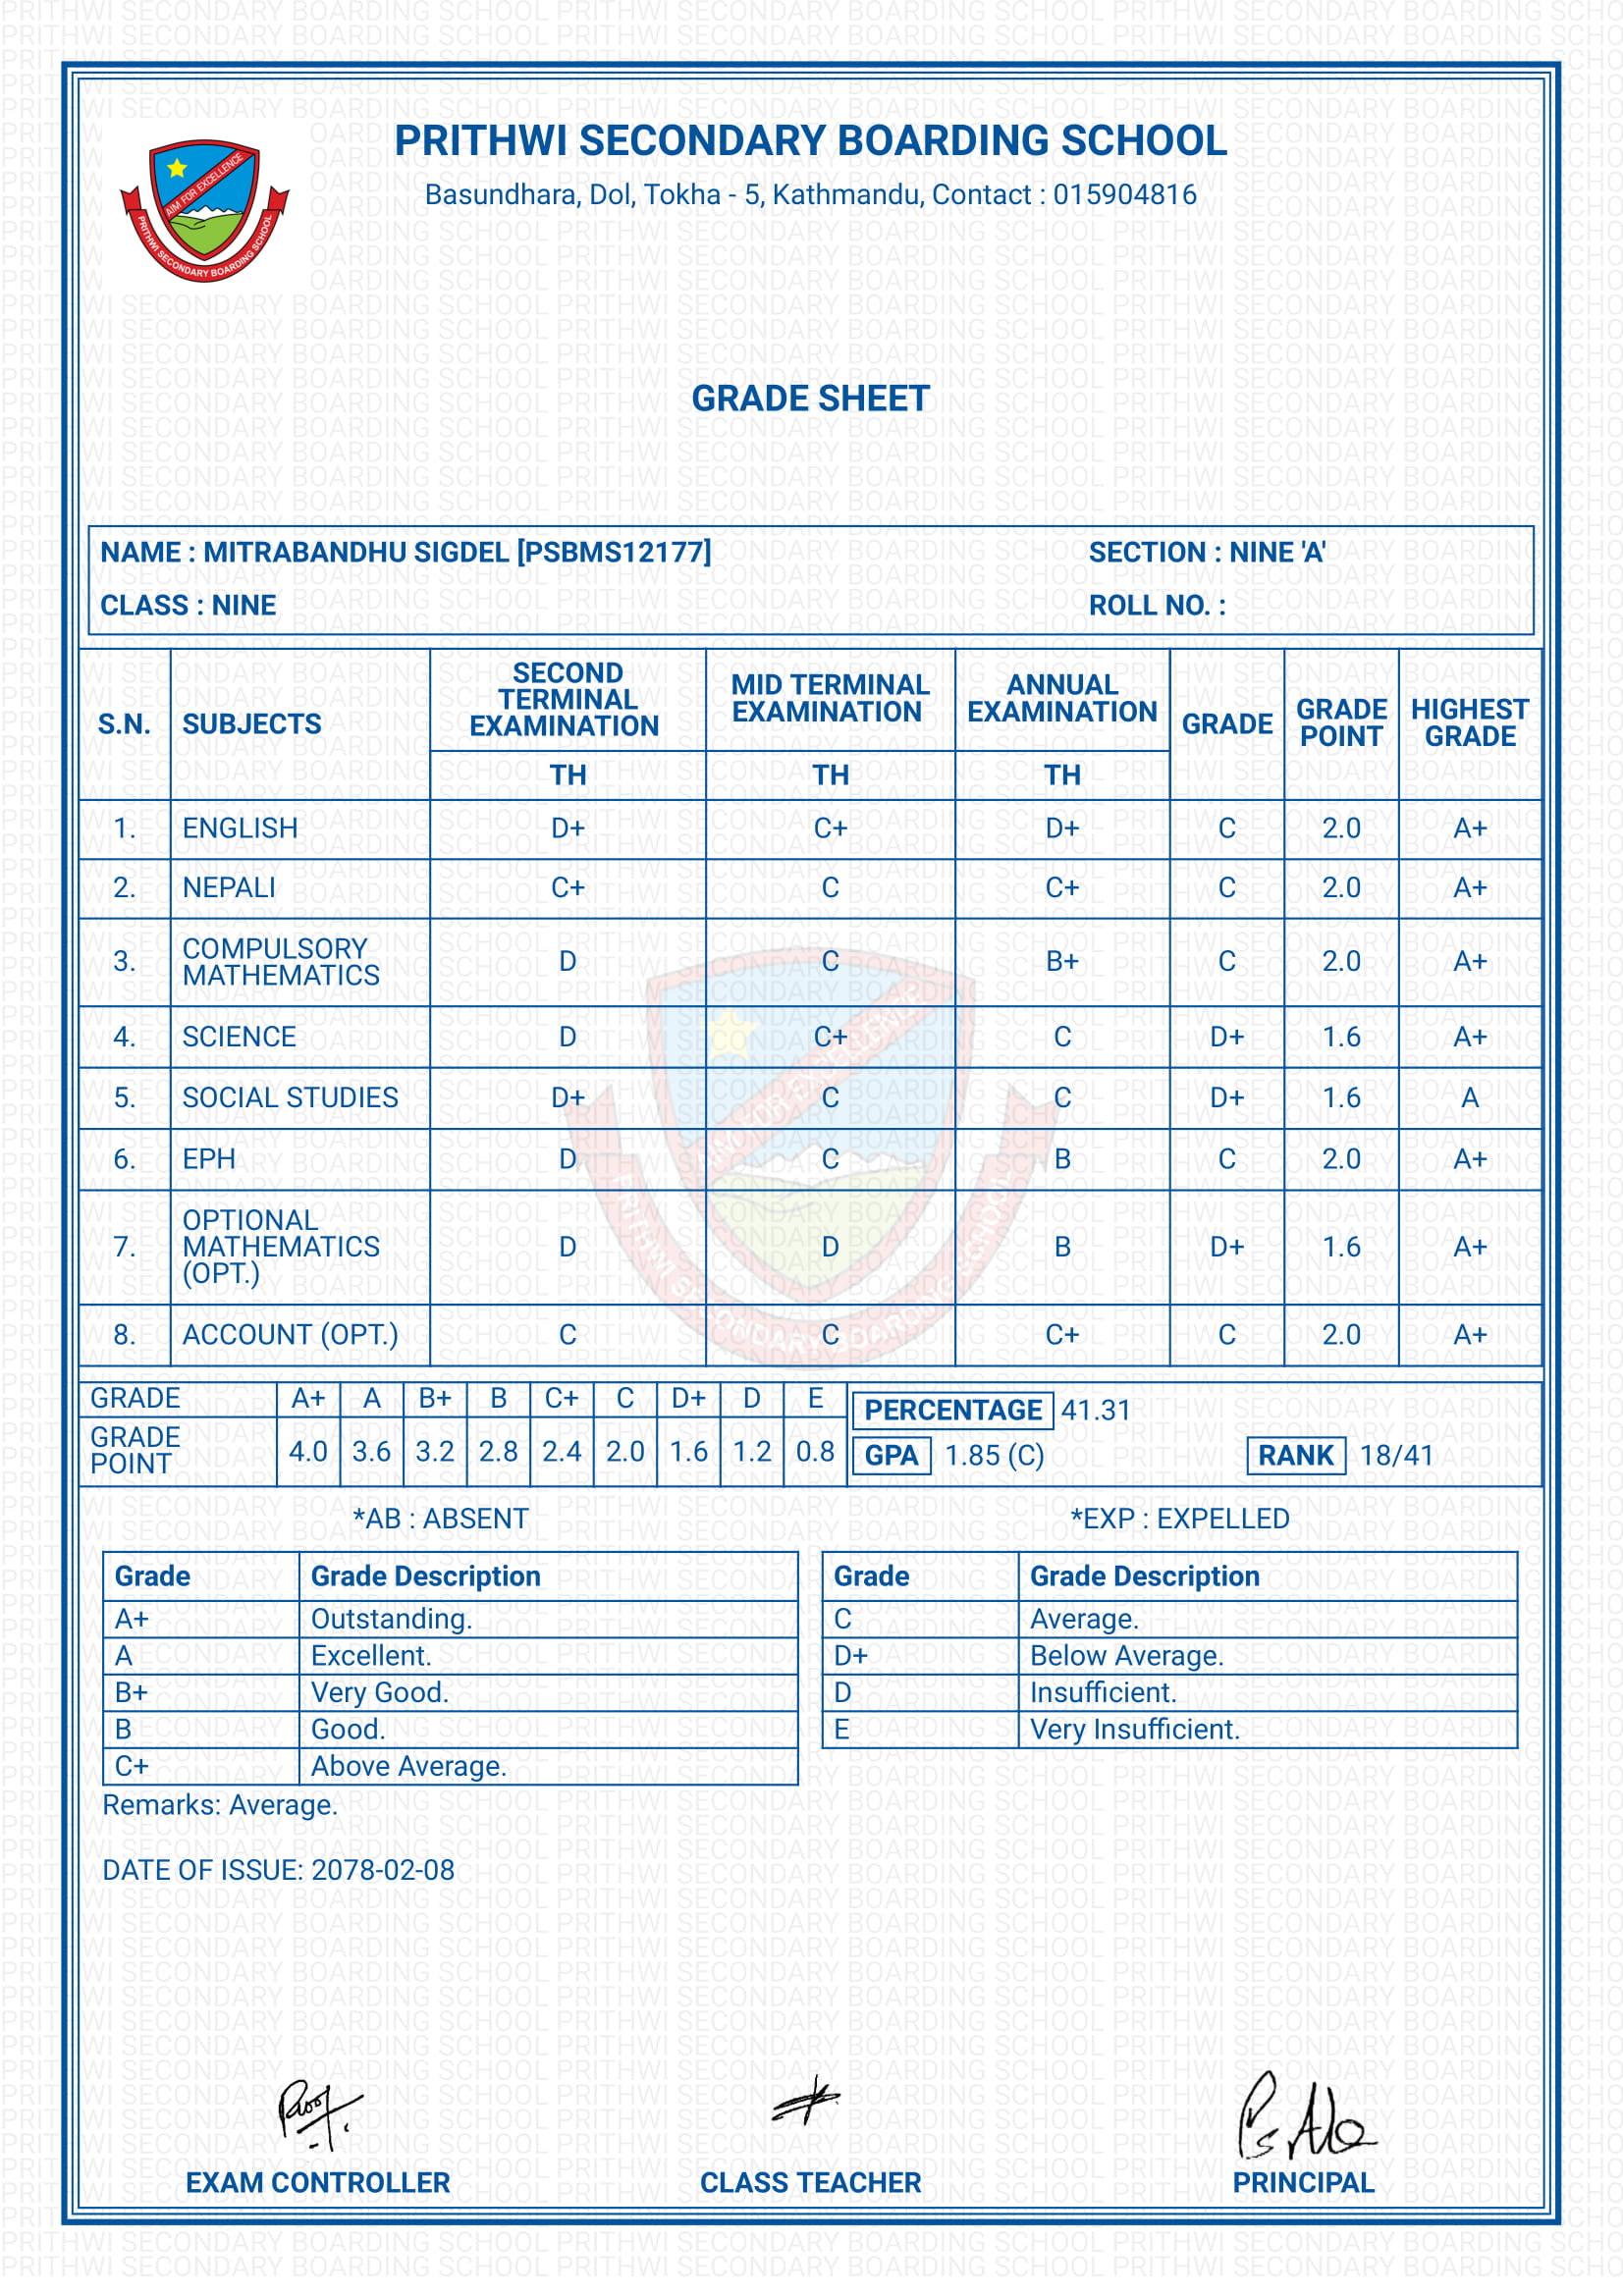 PRITHWI SECONDARY BOARDING SCHOOL
Basundhara, Dol, Tokha - 5, Kathmandu, Contact : 015904816
AIM FOR EXCELLENCE
PRITHWI SECONDARY BOARDING SCHOOL
GRADE SHEET
NAME : MITRABANDHU SIGDEL [PSBMS12177] SECTION : NINE 'A'
CLASS : NINE ROLL NO. :
S.N. SUBJECTS SECOND TERMINAL EXAMINATION MID TERMINAL EXAMINATION ANNUAL EXAMINATION GRADE GRADE POINT HIGHEST GRADE
TH TH TH
1. ENGLISH D+ C+ D+ C 2.0 A+
2. NEPALI C+ C C+ C 2.0 A+
3. COMPULSORY MATHEMATICS D C B+ C 2.0 A+
4. SCIENCE D C+ C D+ 1.6 A+
5. SOCIAL STUDIES D+ C C D+ 1.6 A
6. EPH D C B C 2.0 A+
7. OPTIONAL MATHEMATICS (OPT.) D D B D+ 1.6 A+
8. ACCOUNT (OPT.) C C C+ C 2.0 A+
GRADE A+ A B+ B C+ C D+ D E
GRADE POINT 4.0 3.6 3.2 2.8 2.4 2.0 1.6 1.2 0.8
PERCENTAGE 41.31
GPA 1.85 (C) RANK 18/41
*AB : ABSENT *EXP : EXPELLED
Grade Grade Description
A+ Outstanding.
A Excellent.
B+ Very Good.
B Good.
C+ Above Average.
Grade Grade Description
C Average.
D+ Below Average.
D Insufficient.
E Very Insufficient.
Remarks: Average.
DATE OF ISSUE: 2078-02-08
EXAM CONTROLLER CLASS TEACHER PRINCIPAL